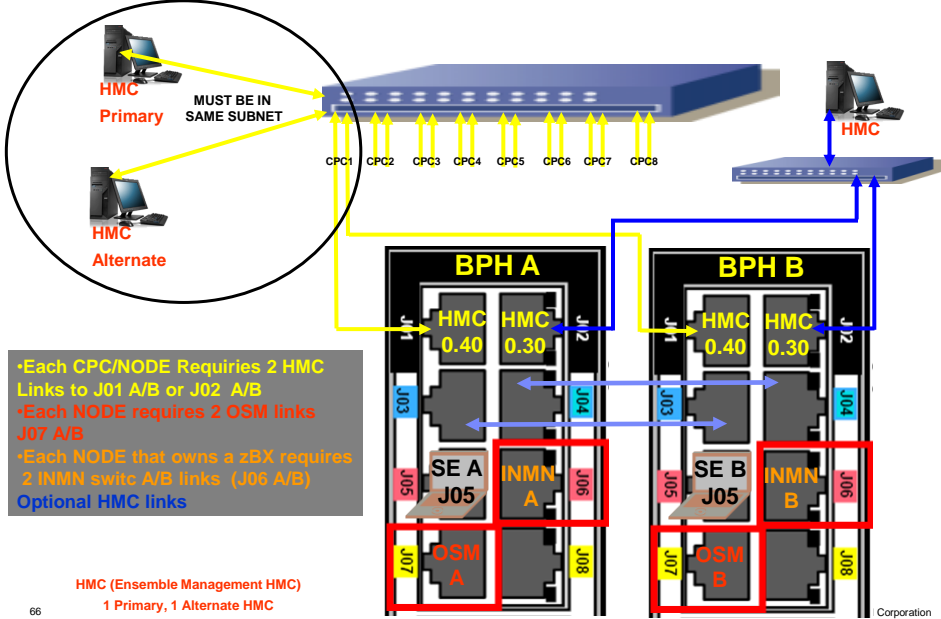 HMC
Primary
MUST BE IN
SAME SUBNET
HMC
Alternate
CPC1 CPC2 CPC3 CPC4 CPC5 CPC6 CPC7 CPC8
HMC
BPH A
J01
HMC
0.40
HMC
0.30
J02
J03
J04
SE A
J05
INMN
A
J05
J06
OSM
A
J07
J08
BPH B
J01
HMC
0.40
HMC
0.30
J02
J03
J04
SE B
J05
INMN
B
J05
J06
OSM
B
J07
J08
•Each CPC/NODE Requiries 2 HMC
Links to J01 A/B or J02 A/B
•Each NODE requires 2 OSM links
J07 A/B
•Each NODE that owns a zBX requires
2 INMN switc A/B links (J06 A/B)
Optional HMC links
HMC (Ensemble Management HMC)
1 Primary, 1 Alternate HMC
66
Corporation